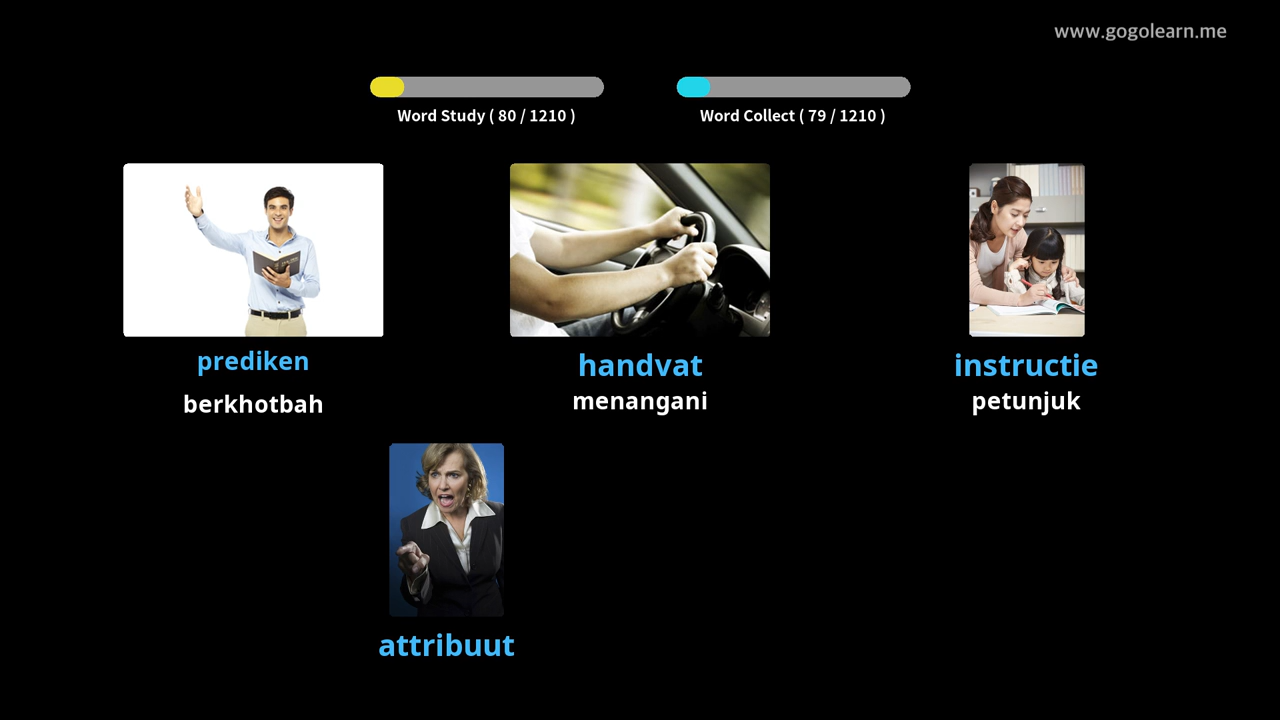 www.gogolearn.me
Word Study ( 80 / 1210 )
Word Collect ( 79 / 1210 )
prediken
berkhotbah
handvat
menangani
instructie
petunjuk
attribuut